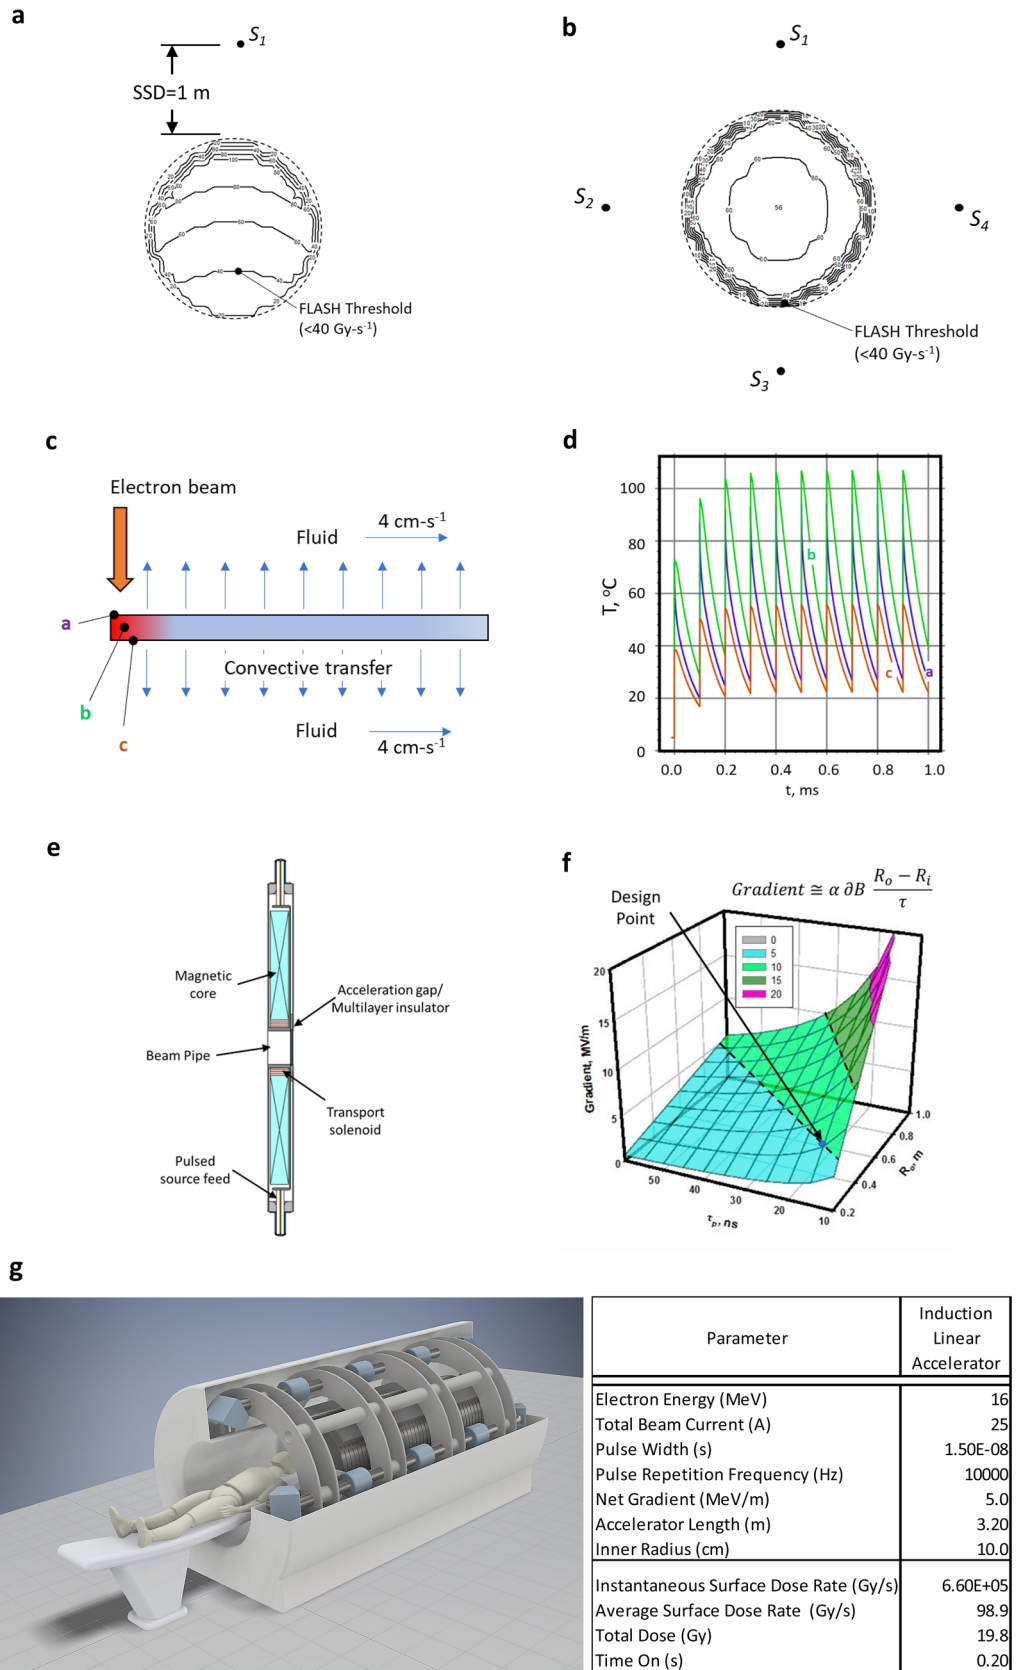 a
S1
SSD=1 m
FLASH Threshold
(<40 Gy-s-1)
b
S1
S2
56
S4
S3
FLASH Threshold
(<40 Gy-s-1)
c
Electron beam
Fluid
4 cm-s-1
a
Convective transfer
b
c
Fluid
4 cm-s-1
d
T, oC
100
80
60
40
20
0
b
c
a
0.0 0.2 0.4 0.6 0.8 1.0
t, ms
e
Magnetic
core
Acceleration gap/
Multilayer insulator
Beam Pipe
Transport
solenoid
Pulsed
source feed
f
Gradient ≅ α ∂B (Ro − Ri)/τ
Design
Point
0
5
10
15
20
Gradient, MV/m
20
15
10
5
0
50 40 30 20 10
τp, ns
0.2
0.4
0.6
0.8
1.0
Ro, m
g
Parameter
Induction
Linear
Accelerator
Electron Energy (MeV) 16
Total Beam Current (A) 25
Pulse Width (s) 1.50E-08
Pulse Repetition Frequency (Hz) 10000
Net Gradient (MeV/m) 5.0
Accelerator Length (m) 3.20
Inner Radius (cm) 10.0
Instantaneous Surface Dose Rate (Gy/s) 6.60E+05
Average Surface Dose Rate (Gy/s) 98.9
Total Dose (Gy) 19.8
Time On (s) 0.20